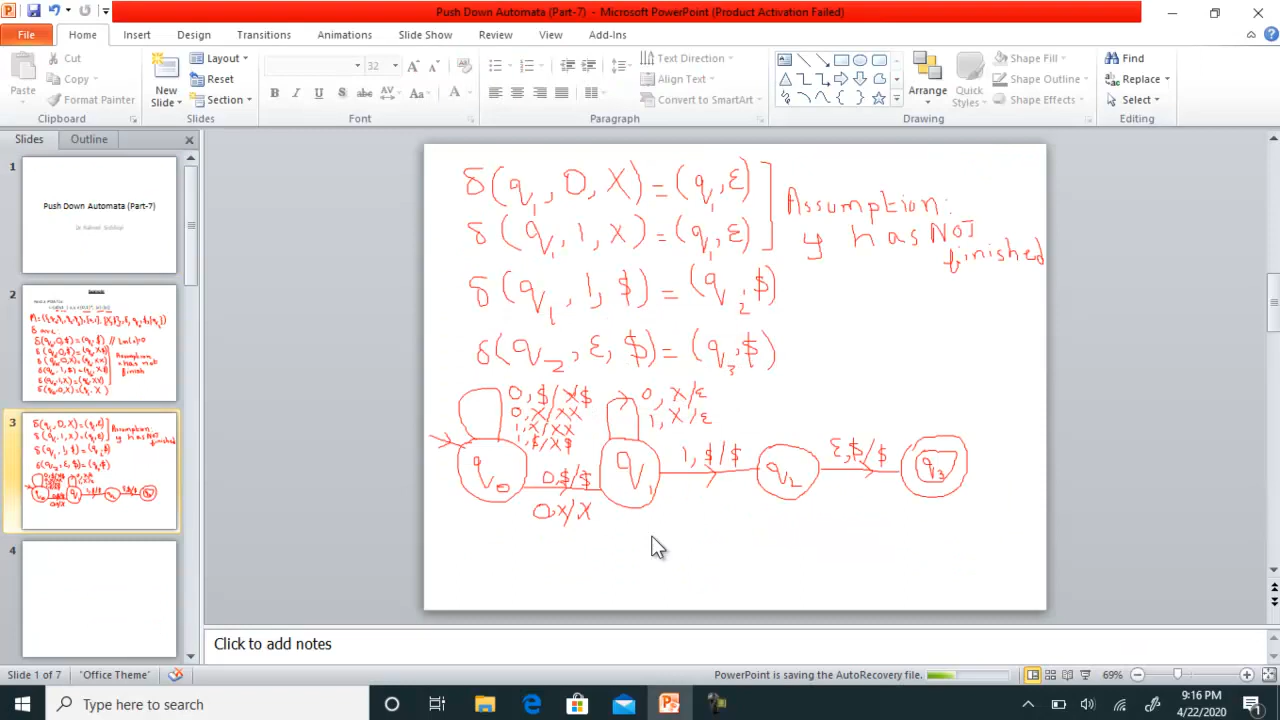 Push Down Automata (Part-7) - Microsoft PowerPoint (Product Activation Failed)
File Home Insert Design Transitions Animations Slide Show Review View Add-Ins
Paste Cut Copy Format Painter Clipboard
New Slide Layout Reset Section Slides
32 Font
Paragraph Text Direction Align Text Convert to SmartArt
Arrange Quick Styles Shape Fill Shape Outline Shape Effects Drawing
Find Replace Select Editing
Slides Outline
1
Push Down Automata (Part-7)
2
3
4
δ(q₁, 0, X) = (q₁, ε)
δ(q₁, 1, X) = (q₁, ε)
Assumption:
y has NOT
finished
δ(q₁, 1, $) = (q₂, $)
δ(q₂, ε, $) = (q₃, $)
0, $/X$
0, X/XX
1, X/XX
1, $/X$
0, X/ε
1, X/ε
q₀
0,$/$
0,X/X
q₁
1, $/$
q₂
ε,$/$
q₃
Click to add notes
Slide 1 of 7 "Office Theme" PowerPoint is saving the AutoRecovery file. 69%
Type here to search
9:16 PM
4/22/2020